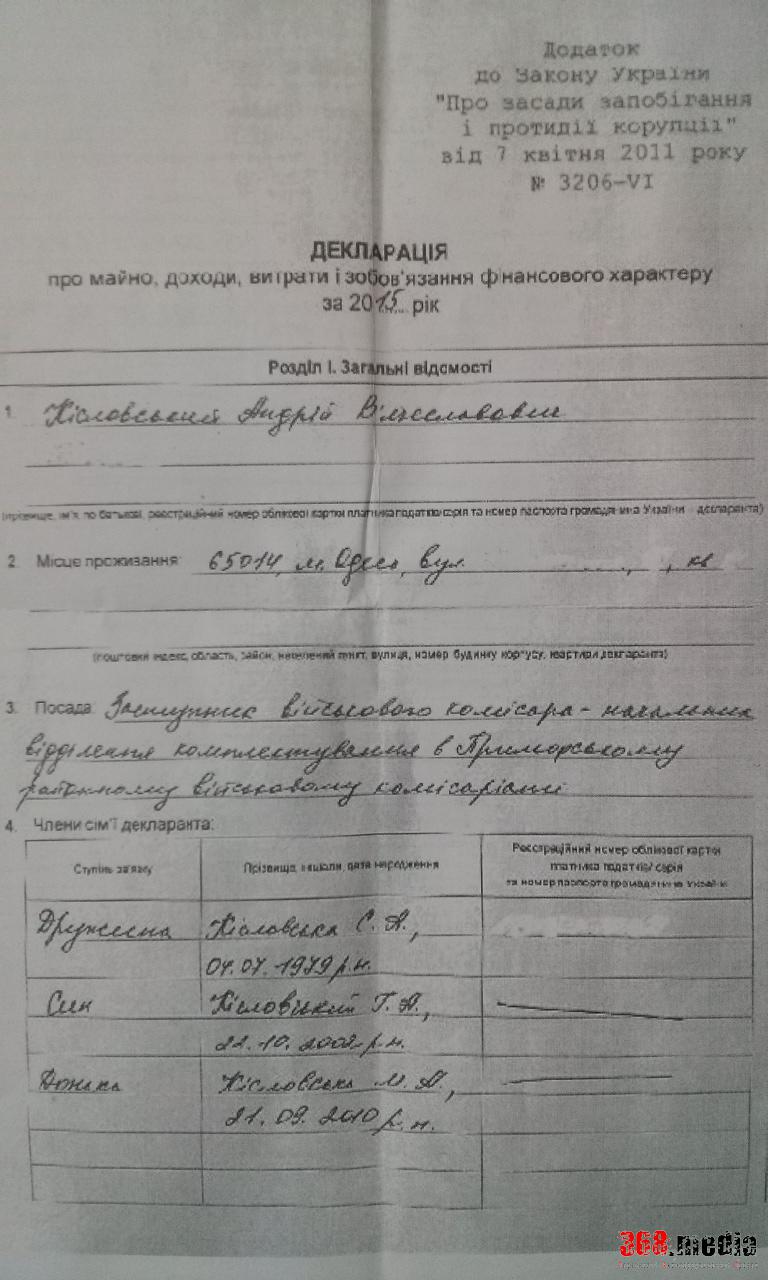 Додаток
до Закону України
"Про засади запобігання
і протидії корупції"
від 7 квітня 2011 року
№ 3206-VI
ДЕКЛАРАЦІЯ
про майно, доходи, витрати і зобов'язання фінансового характеру
за 2015 рік
Розділ І. Загальні відомості
1. Кісловський Андрій
(прізвище, ім'я, по батькові, реєстраційний номер облікової картки платника податків/серія та номер паспорта громадянина України - декларанта)
2. Місце проживання: 65014, м. Одеса, вул. , , кв
(поштовий індекс, область, район, населений пункт, вулиця, номер будинку, корпусу, квартири декларанта)
3. Посада: Заступник військового комісара - начальник
відділення комплектування в Приморському
районному військовому комісаріаті
4. Члени сім'ї декларанта:
Ступінь зв'язку Прізвище, ініціали, дата народження Реєстраційний номер облікової картки
платника податків/серія
та номер паспорта громадянина України
Дружина Кісловська С. А.,
04.07.1979 р.н.
Син Кісловський Г. А.,
22.10.2002 р.н.
Донька Кісловська М. А.,
21.09.2010 р.н.
368.media